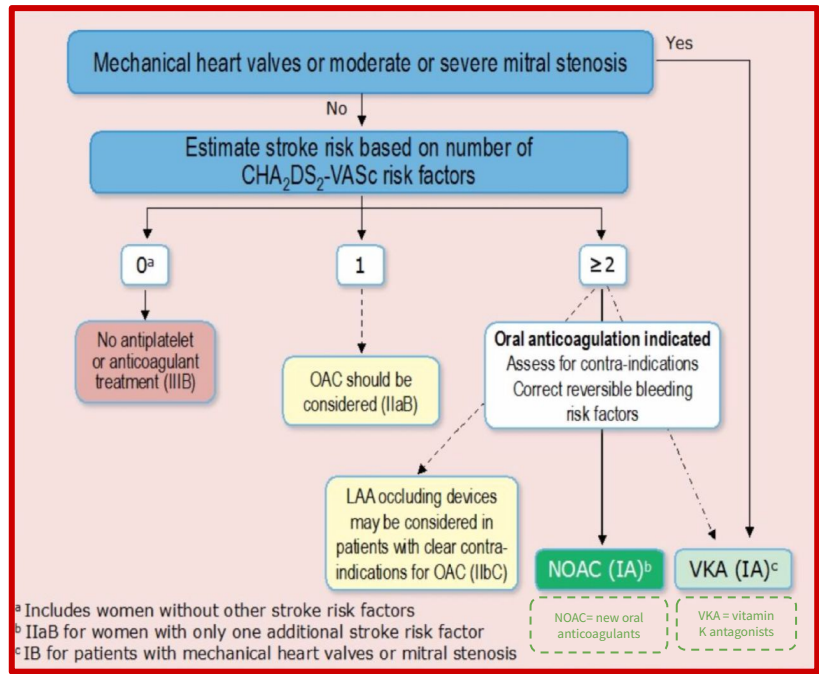 Mechanical heart valves or moderate or severe mitral stenosis
Yes
No
Estimate stroke risk based on number of
CHA₂DS₂-VASc risk factors
0ᵃ
1
≥2
No antiplatelet
or anticoagulant
treatment (IIIB)
OAC should be
considered (IIaB)
Oral anticoagulation indicated
Assess for contra-indications
Correct reversible bleeding
risk factors
LAA occluding devices
may be considered in
patients with clear contra-
indications for OAC (IIbC)
NOAC (IA)ᵇ
VKA (IA)ᶜ
NOAC= new oral
anticoagulants
VKA = vitamin
K antagonists
ᵃ Includes women without other stroke risk factors
ᵇ IIaB for women with only one additional stroke risk factor
ᶜ IB for patients with mechanical heart valves or mitral stenosis